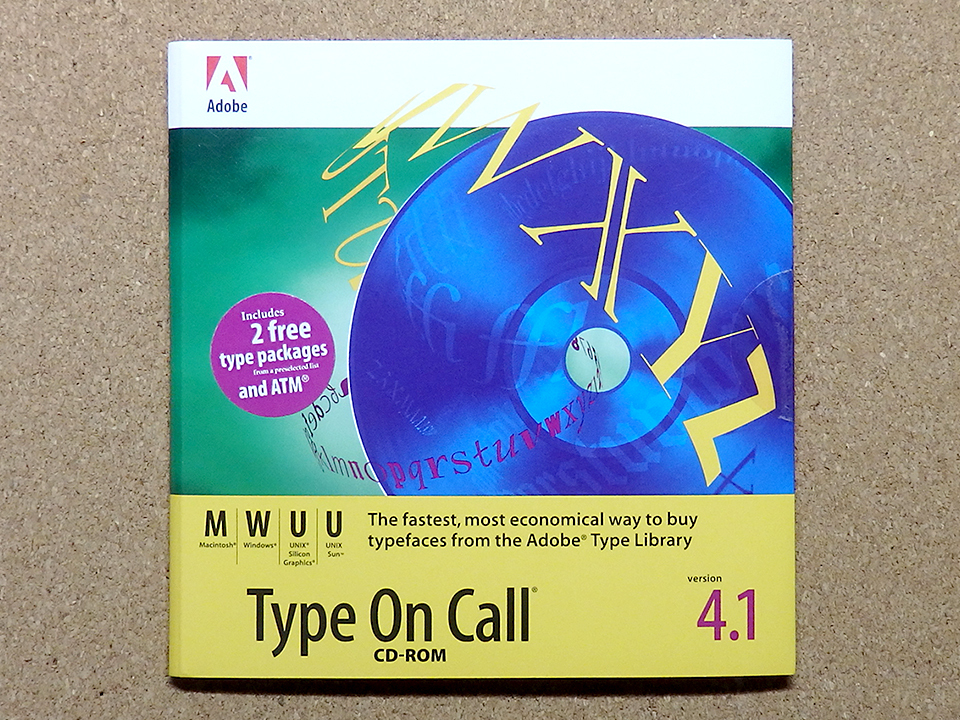 Adobe
W X Y Z
Includes
2 free
type packages
from a preselected list
and ATM®
pqrstuvwxyz
M W U U
Macintosh® Windows® UNIX® Silicon Graphics® UNIX Sun™
The fastest, most economical way to buy
typefaces from the Adobe® Type Library
Type On Call®
CD-ROM
version
4.1